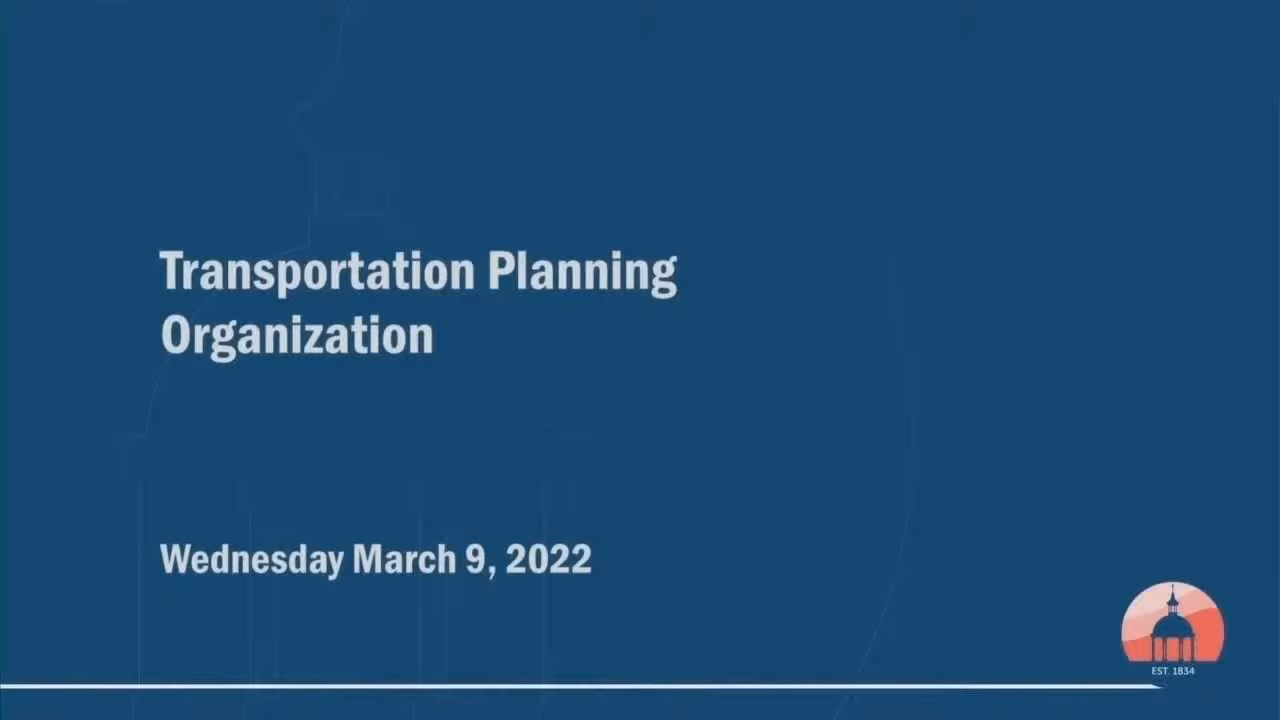 Transportation Planning
Organization
Wednesday March 9, 2022
EST. 1834